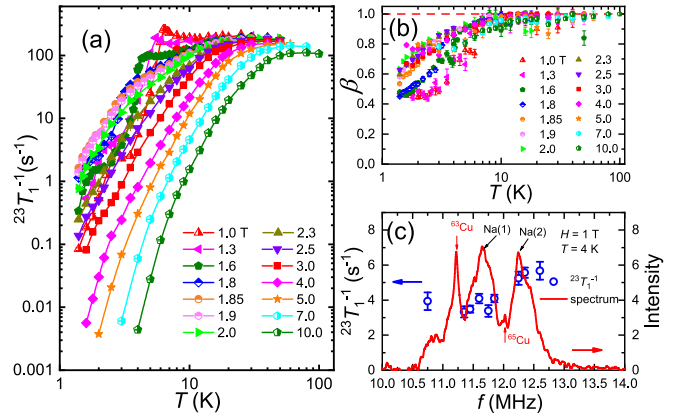 (a)
²³T₁⁻¹(s⁻¹)
100
10
1
0.1
0.01
0.001
1 10 100
T (K)
1.0 T 2.3
1.3 2.5
1.6 3.0
1.8 4.0
1.85 5.0
1.9 7.0
2.0 10.0
(b)
β
1.0
0.8
0.6
0.4
0.2
0.0
1 10 100
T (K)
1.0 T 2.3
1.3 2.5
1.6 3.0
1.8 4.0
1.85 5.0
1.9 7.0
2.0 10.0
(c)
⁶³Cu Na(1) Na(2)
H = 1 T
T = 4 K
²³T₁⁻¹
spectrum
⁶⁵Cu
²³T₁⁻¹ (s⁻¹)
8
6
4
2
0
Intensity
8
6
4
2
0
10.0 10.5 11.0 11.5 12.0 12.5 13.0 13.5 14.0
f (MHz)